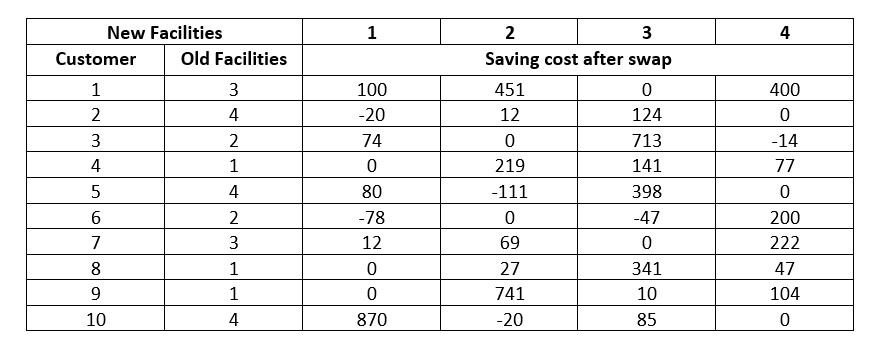 New Facilities 1 2 3 4
Customer Old Facilities Saving cost after swap
1 3 100 451 0 400
2 4 -20 12 124 0
3 2 74 0 713 -14
4 1 0 219 141 77
5 4 80 -111 398 0
6 2 -78 0 -47 200
7 3 12 69 0 222
8 1 0 27 341 47
9 1 0 741 10 104
10 4 870 -20 85 0